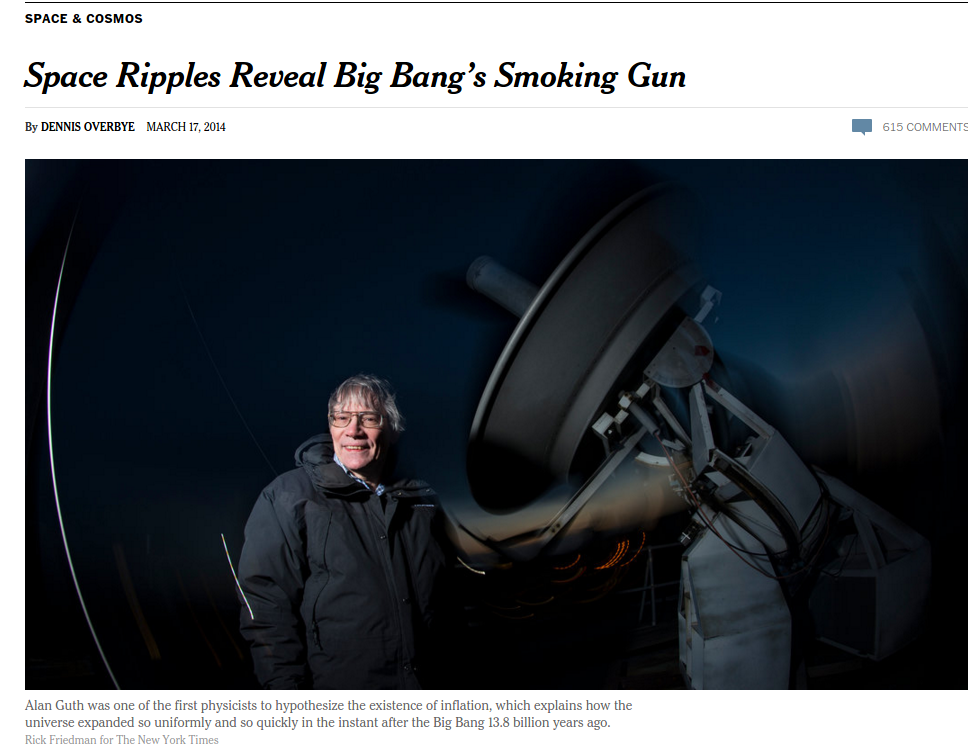 SPACE & COSMOS
Space Ripples Reveal Big Bang’s Smoking Gun
By DENNIS OVERBYE MARCH 17, 2014
615 COMMENTS
Alan Guth was one of the first physicists to hypothesize the existence of inflation, which explains how the
universe expanded so uniformly and so quickly in the instant after the Big Bang 13.8 billion years ago.
Rick Friedman for The New York Times